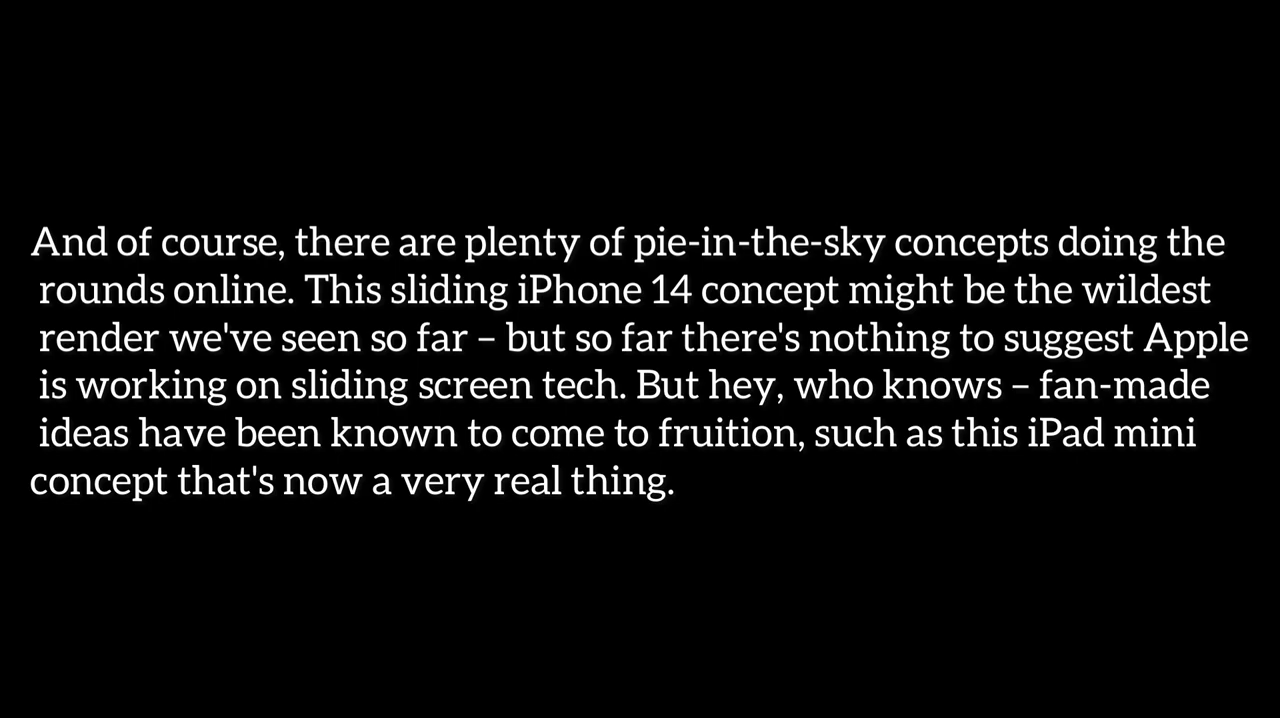 And of course, there are plenty of pie-in-the-sky concepts doing the
rounds online. This sliding iPhone 14 concept might be the wildest
render we've seen so far – but so far there's nothing to suggest Apple
is working on sliding screen tech. But hey, who knows – fan-made
ideas have been known to come to fruition, such as this iPad mini
concept that's now a very real thing.